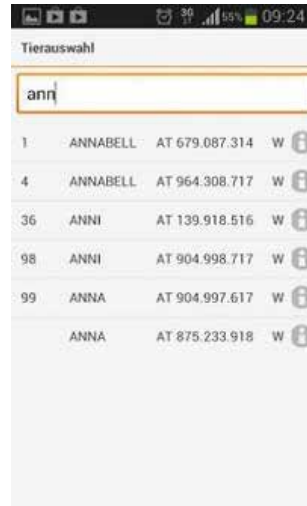 3G 55% 09:24
Tierauswahl
ann
1 ANNABELL AT 679.087.314 W
4 ANNABELL AT 964.308.717 W
36 ANNI AT 139.918.516 W
98 ANNI AT 904.998.717 W
99 ANNA AT 904.997.617 W
ANNA AT 875.233.918 W